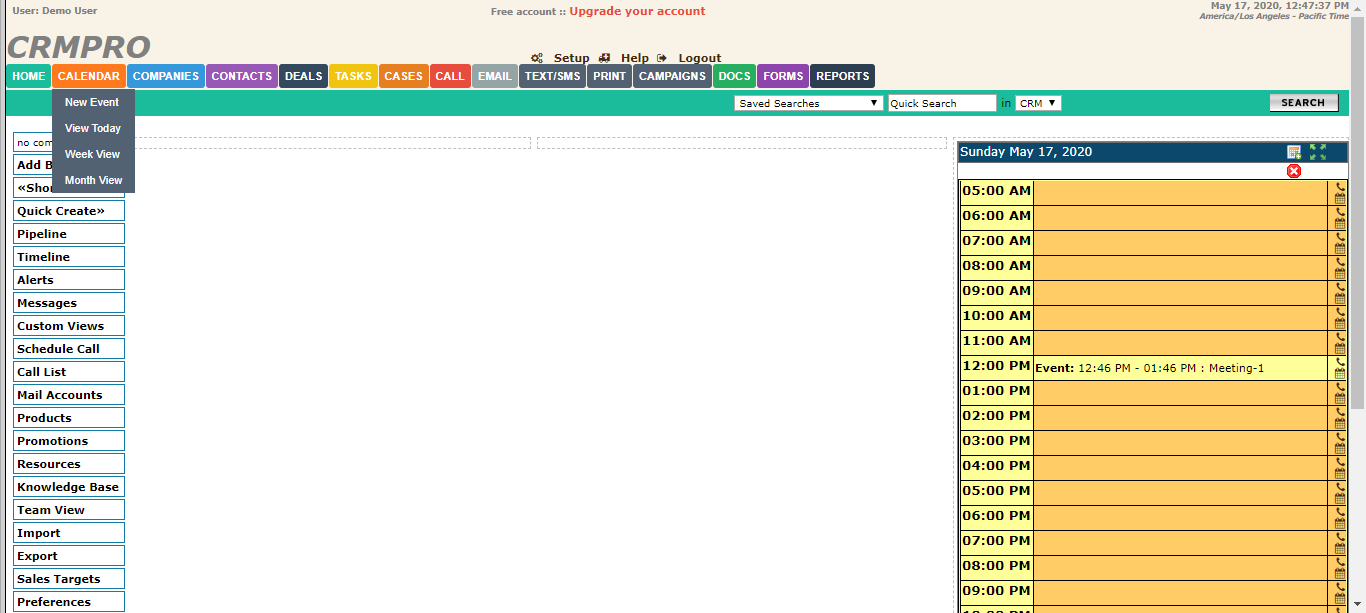 User: Demo User
Free account :: Upgrade your account
May 17, 2020, 12:47:37 PM
America/Los Angeles - Pacific Time
CRMPRO
Setup Help Logout
HOME CALENDAR COMPANIES CONTACTS DEALS TASKS CASES CALL EMAIL TEXT/SMS PRINT CAMPAIGNS DOCS FORMS REPORTS
New Event
View Today
Week View
Month View
Saved Searches Quick Search in CRM SEARCH
no com
Add B
«Sho
Quick Create»
Pipeline
Timeline
Alerts
Messages
Custom Views
Schedule Call
Call List
Mail Accounts
Products
Promotions
Resources
Knowledge Base
Team View
Import
Export
Sales Targets
Preferences
Sunday May 17, 2020
05:00 AM
06:00 AM
07:00 AM
08:00 AM
09:00 AM
10:00 AM
11:00 AM
12:00 PM Event: 12:46 PM - 01:46 PM : Meeting-1
01:00 PM
02:00 PM
03:00 PM
04:00 PM
05:00 PM
06:00 PM
07:00 PM
08:00 PM
09:00 PM